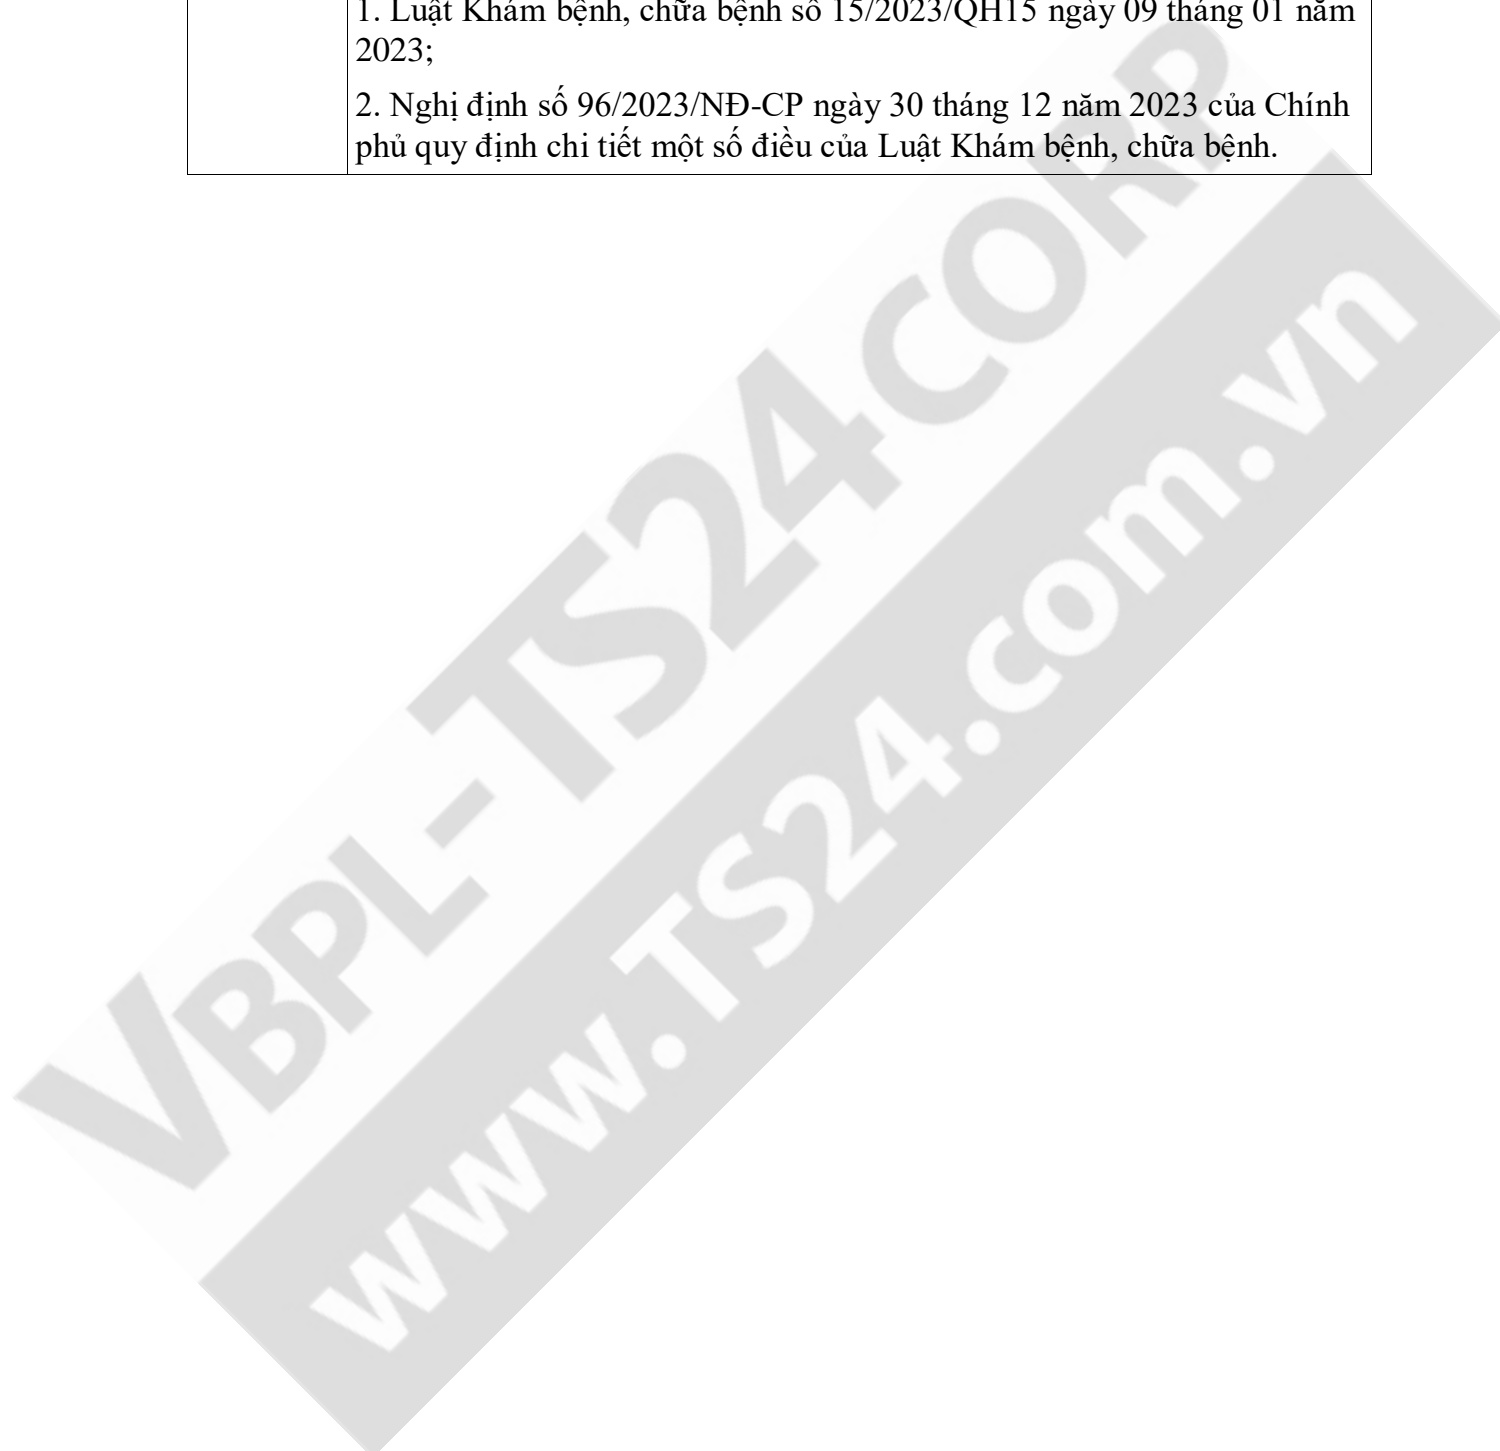 1. Luật Khám bệnh, chữa bệnh số 15/2023/QH15 ngày 09 tháng 01 năm
2023;
2. Nghị định số 96/2023/NĐ-CP ngày 30 tháng 12 năm 2023 của Chính
phủ quy định chi tiết một số điều của Luật Khám bệnh, chữa bệnh.
VBPL-TS24CORP
www.TS24.com.vn